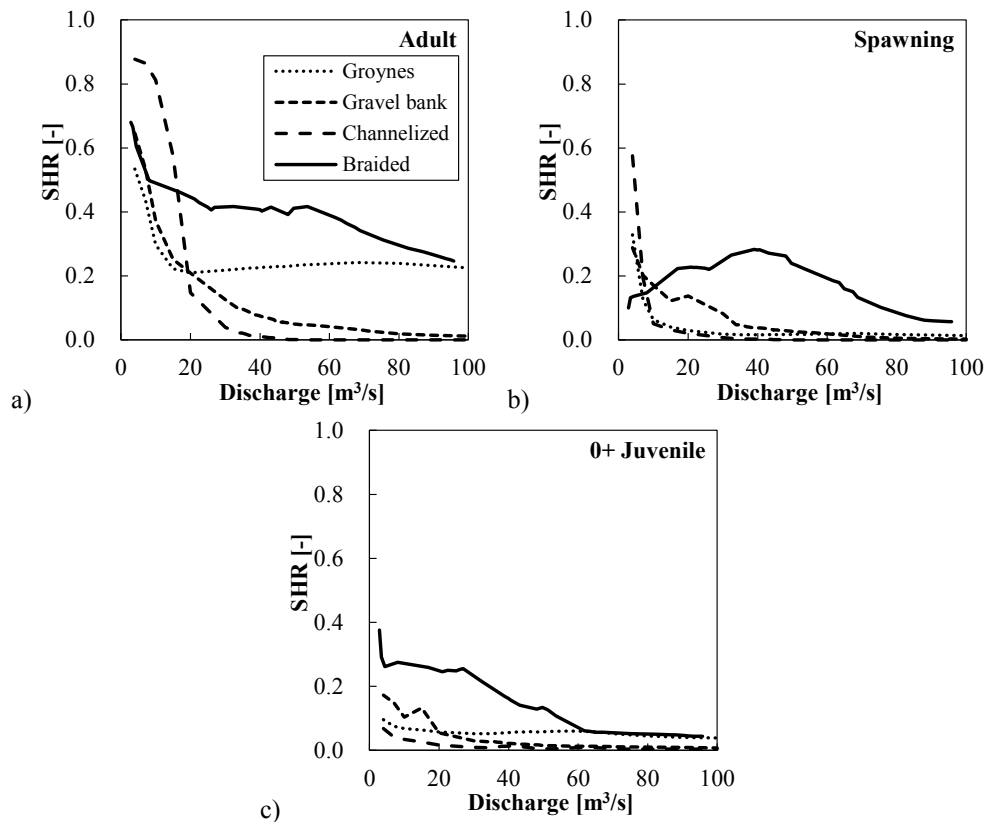 Adult
1.0
0.8
0.6
0.4
0.2
0.0
SHR [-]
Groynes
Gravel bank
Channelized
Braided
0 20 40 60 80 100
Discharge [m³/s]
a)
Spawning
1.0
0.8
0.6
0.4
0.2
0.0
SHR [-]
0 20 40 60 80 100
Discharge [m³/s]
b)
0+ Juvenile
1.0
0.8
0.6
0.4
0.2
0.0
SHR [-]
0 20 40 60 80 100
Discharge [m³/s]
c)